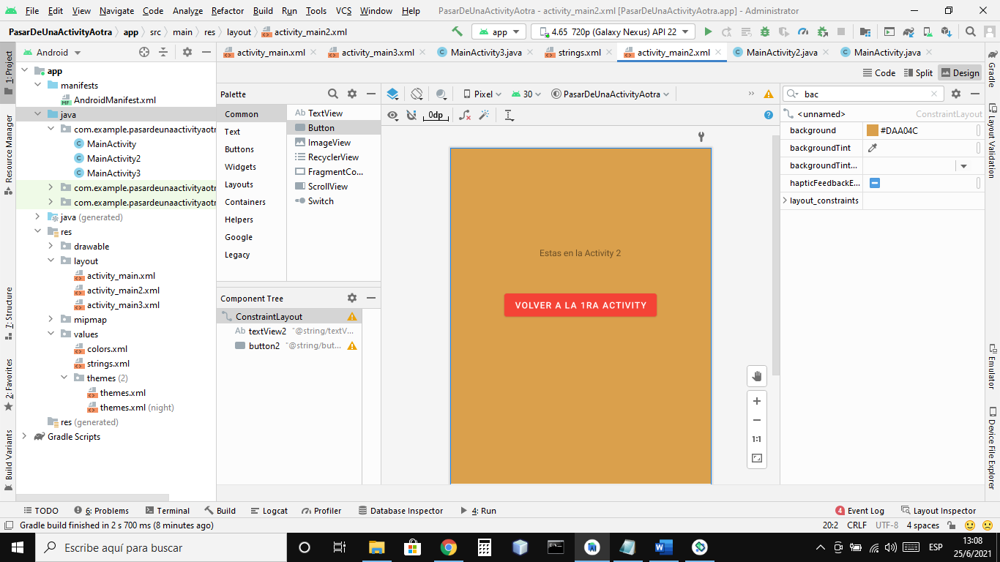 File Edit View Navigate Code Analyze Refactor Build Run Tools VCS Window Help PasarDeUnaActivityAotra - activity_main2.xml [PasarDeUnaActivityAotra.app] - Administrator
PasarDeUnaActivityAotra app src main res layout activity_main2.xml app 4.65 720p (Galaxy Nexus) API 22
Android activity_main.xml activity_main3.xml MainActivity3.java strings.xml activity_main2.xml MainActivity2.java MainActivity.java
Code Split Design
1: Project
Resource Manager
7: Structure
2: Favorites
Build Variants
app
manifests
AndroidManifest.xml
java
com.example.pasardeunaactivityaotr
MainActivity
MainActivity2
MainActivity3
com.example.pasardeunaactivityaotr
com.example.pasardeunaactivityaotr
java (generated)
res
drawable
layout
activity_main.xml
activity_main2.xml
activity_main3.xml
mipmap
values
colors.xml
strings.xml
themes (2)
themes.xml
themes.xml (night)
res (generated)
Gradle Scripts
Palette
Common
Text
Buttons
Widgets
Layouts
Containers
Helpers
Google
Legacy
Ab TextView
Button
ImageView
RecyclerView
FragmentCo...
ScrollView
Switch
Component Tree
ConstraintLayout
Ab textView2 "@string/textV...
button2 "@string/but...
Pixel 30 PasarDeUnaActivityAotra
0dp
Estas en la Activity 2
VOLVER A LA 1RA ACTIVITY
1:1
bac
<unnamed> ConstraintLayout
background #DAA04C
backgroundTint
backgroundTint...
hapticFeedbackE...
layout_constraints
Gradle
Layout Validation
Emulator
Device File Explorer
TODO 6: Problems Terminal Build Logcat Profiler Database Inspector 4: Run 4 Event Log Layout Inspector
Gradle build finished in 2 s 700 ms (8 minutes ago) 20:2 CRLF UTF-8 4 spaces
Escribe aquí para buscar ESP 13:08
25/6/2021